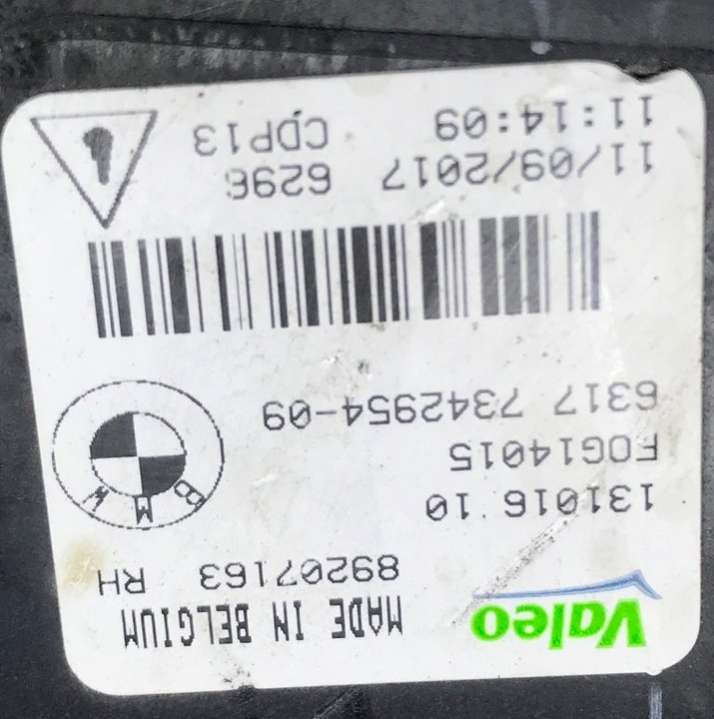 Valeo MADE IN BELGIUM
89207163 RH
131016 10
FOG14015
6317 7342954-09
BMW
11/09/2017 6296
11:14:09 CDP13